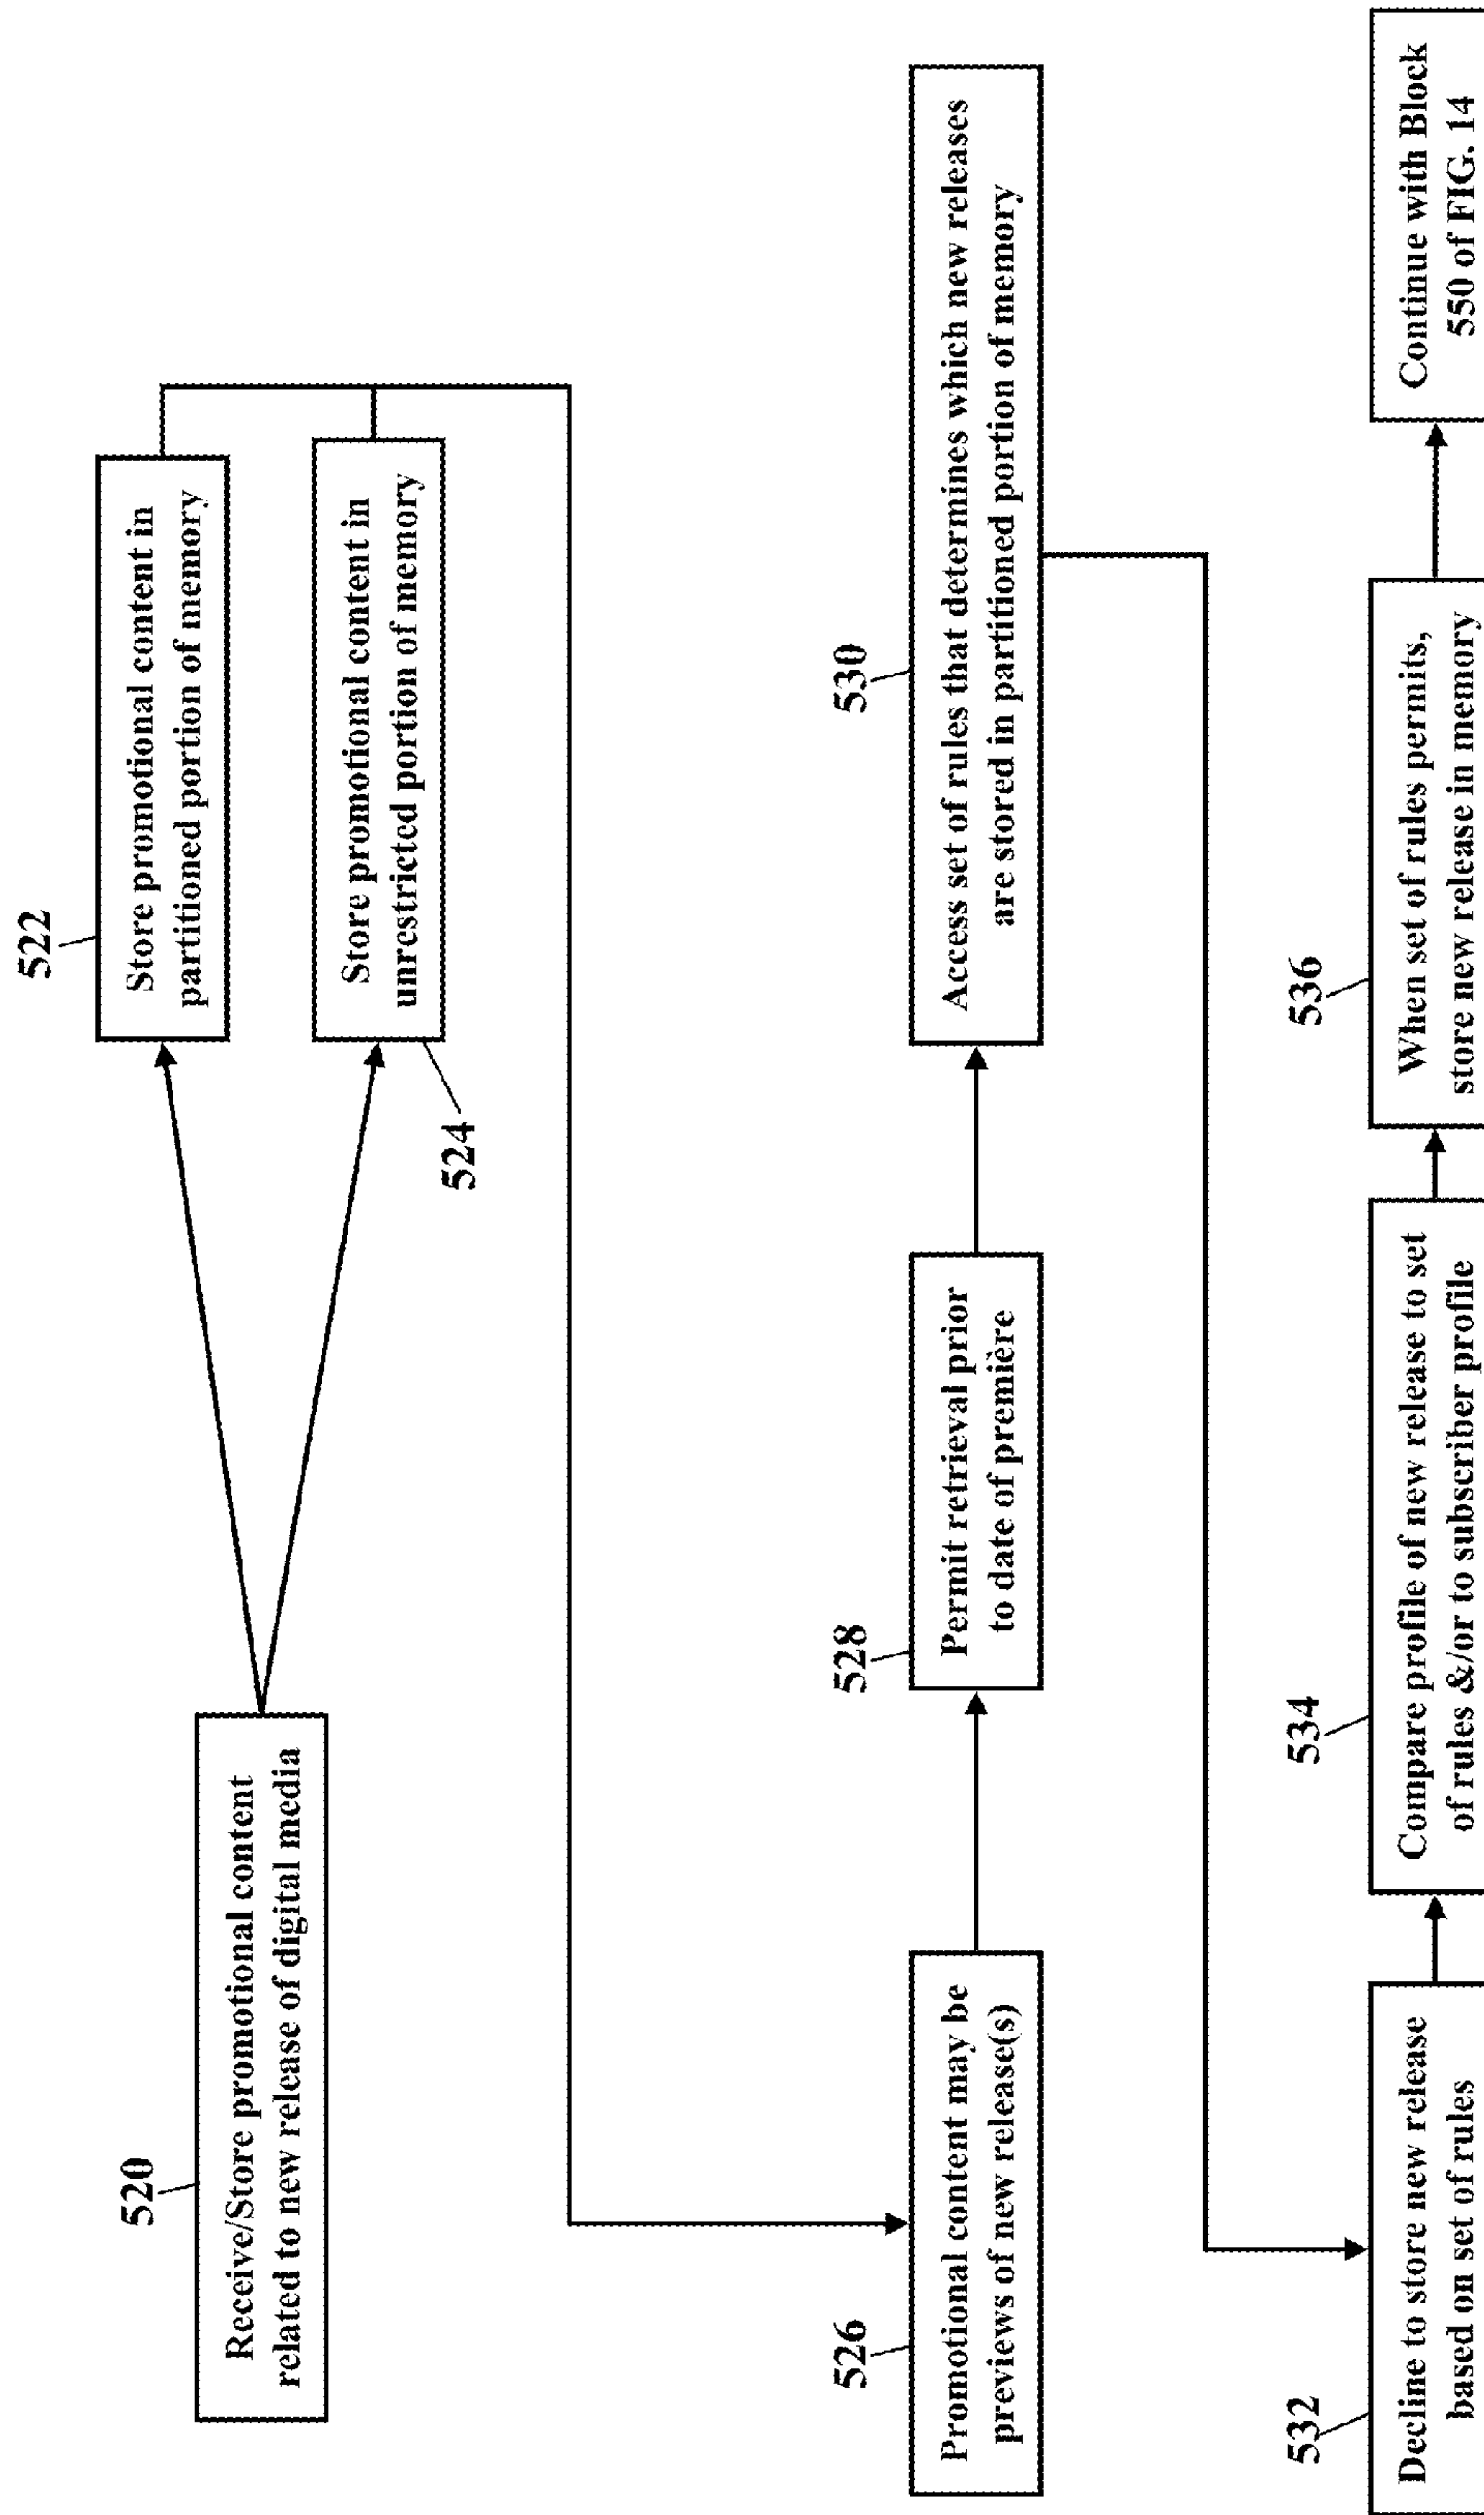 520
Receive/Store promotional content
related to new release of digital media
522
Store promotional content in
partitioned portion of memory
Store promotional content in
unrestricted portion of memory
524
526
Promotional content may be
previews of new release(s)
528
Permit retrieval prior
to date of première
530
Access set of rules that determines which new releases
are stored in partitioned portion of memory
532
Decline to store new release
based on set of rules
534
Compare profile of new release to set
of rules &/or to subscriber profile
536
When set of rules permits,
store new release in memory
Continue with Block
550 of FIG. 14